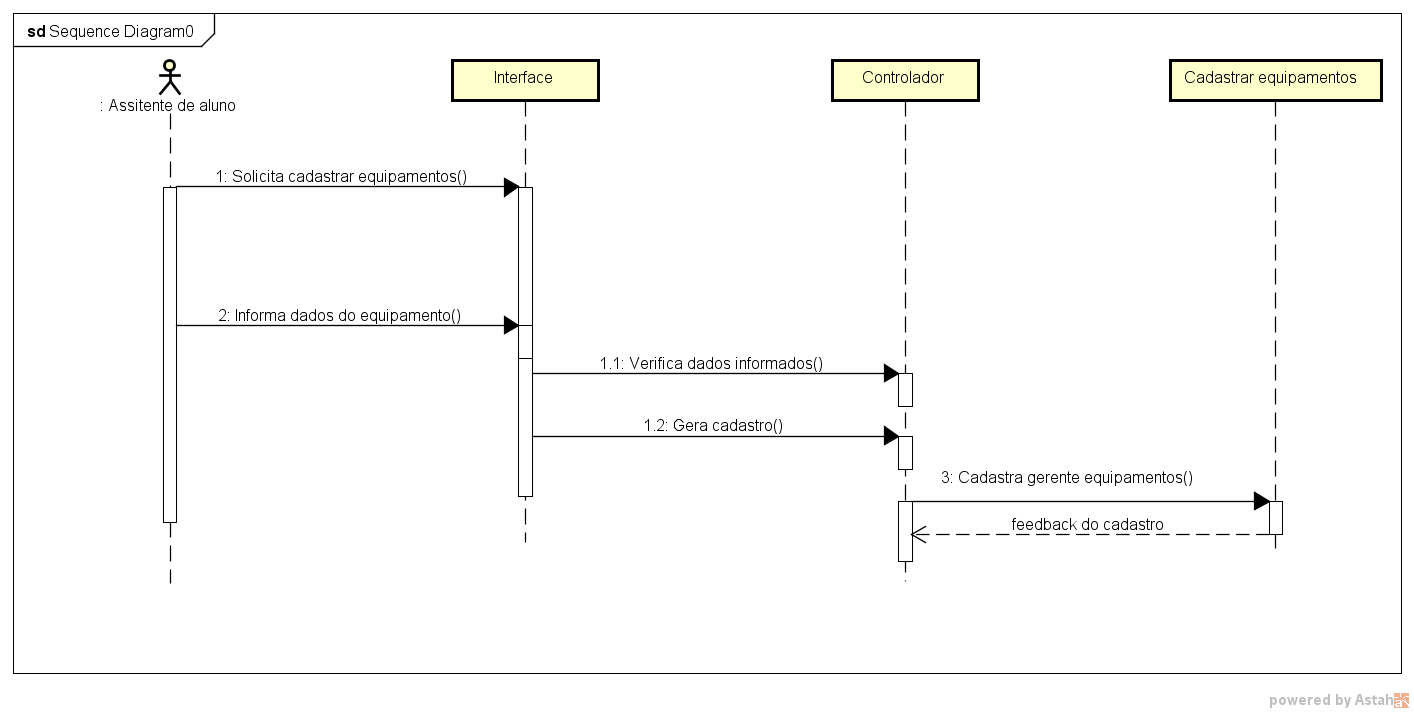 sd Sequence Diagram0
: Assitente de aluno
Interface
Controlador
Cadastrar equipamentos
1: Solicita cadastrar equipamentos()
2: Informa dados do equipamento()
1.1: Verifica dados informados()
1.2: Gera cadastro()
3: Cadastra gerente equipamentos()
feedback do cadastro
powered by Astah